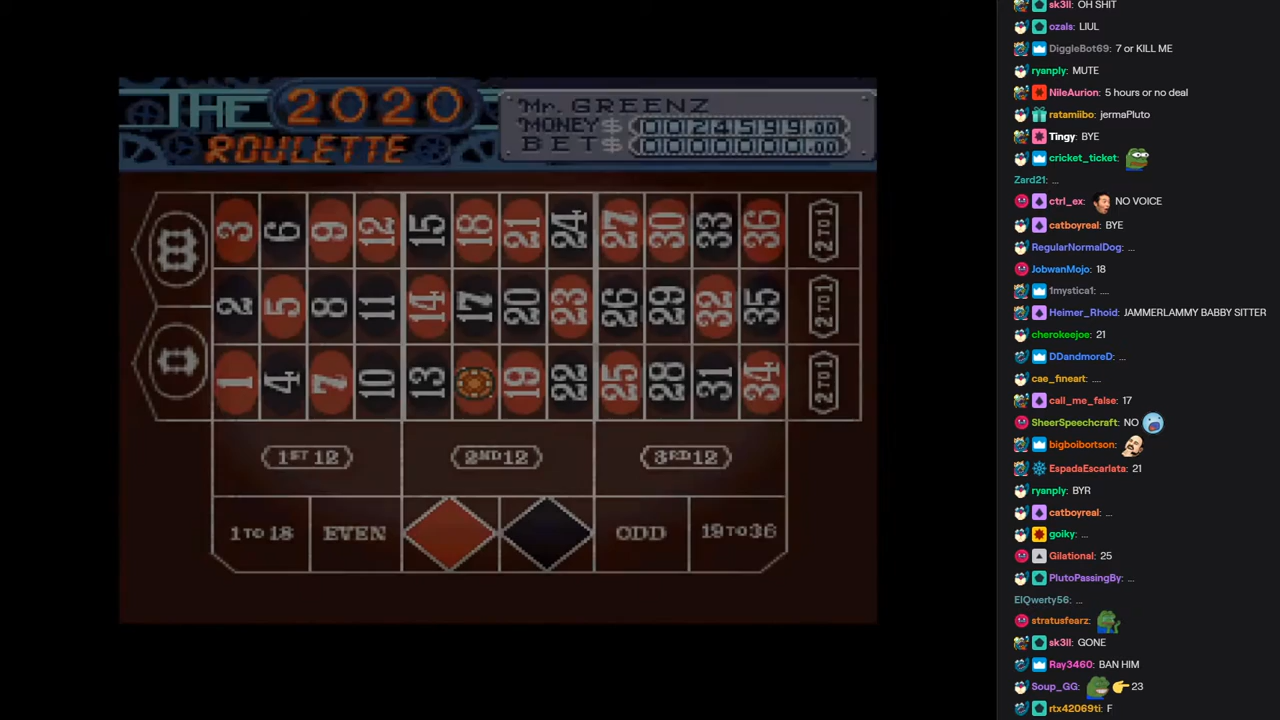 THE 2020
ROULETTE
Mr. GREENZ
MONEY $ 0024599.00
BET $ 0000000.00
00 3 6 9 12 15 18 21 24 27 30 33 36 2 TO 1
2 5 8 11 14 17 20 23 26 29 32 35 2 TO 1
0 1 4 7 10 13 19 22 25 28 31 34 2 TO 1
1ST 12 2ND 12 3RD 12
1 TO 18 EVEN ODD 19 TO 36
sk3ll: OH SHIT
ozals: LIUL
DiggleBot69: 7 or KILL ME
ryanply: MUTE
NileAurion: 5 hours or no deal
ratamiibo: jermaPluto
Tingy: BYE
cricket_ticket:
Zard21: ...
ctrl_ex: NO VOICE
catboyreal: BYE
RegularNormalDog: ...
JobwanMojo: 18
1mystica1: ....
Heimer_Rhoid: JAMMERLAMMY BABBY SITTER
cherokeejoe: 21
DDandmoreD: ...
cae_fineart: ....
call_me_false: 17
SheerSpeechcraft: NO
bigboibortson:
EspadaEscarlata: 21
ryanply: BYR
catboyreal: ...
goiky: ...
Gilational: 25
PlutoPassingBy: ...
ElQwerty56: ...
stratusfearz:
sk3ll: GONE
Ray3460: BAN HIM
Soup_GG: 23
rtx42069ti: F